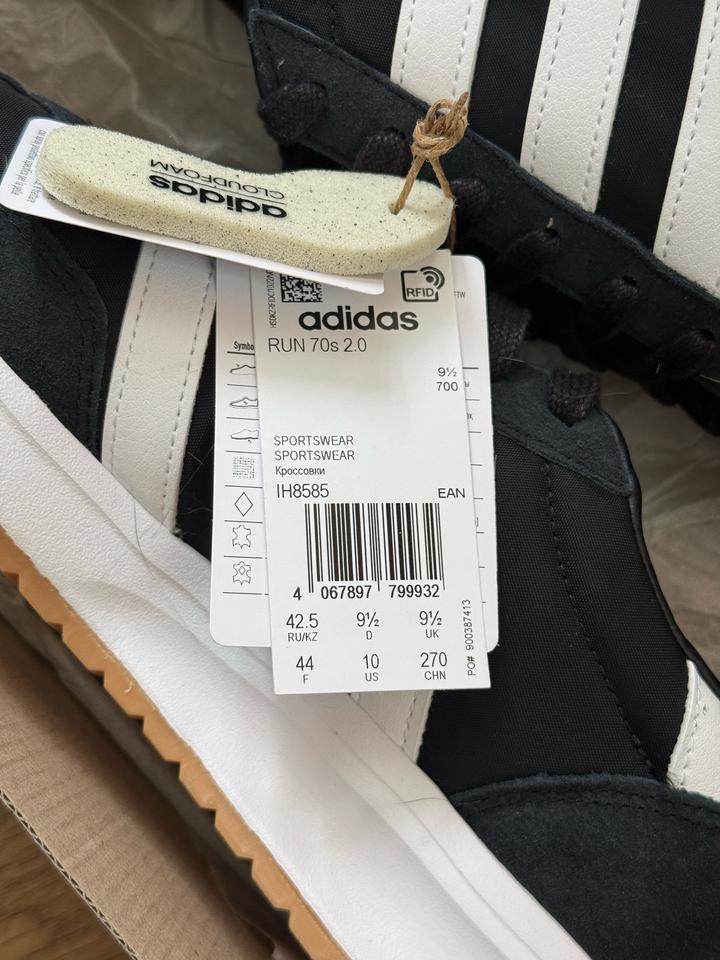 adidas
CLOUDFOAM
RFID
adidas
RUN 70s 2.0
Symbo
9½
700
SPORTSWEAR
SPORTSWEAR
Кроссовки
IH8585
EAN
4 067897 799932
42.5 9½ 9½
RU/KZ D UK
44 10 270
F US CHN
PO# 900387413